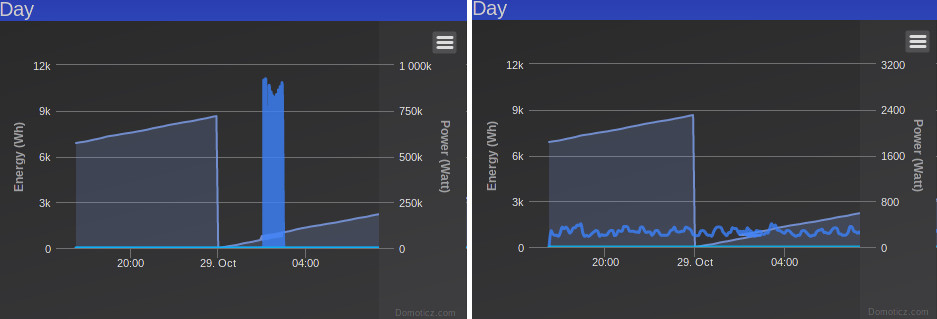 Day
12k
1 000k
9k
750k
6k
500k
3k
250k
0
0
Energy (Wh)
Power (Watt)
20:00
29. Oct
04:00
Domoticz.com
Day
12k
3200
9k
2400
6k
1600
3k
800
0
0
Energy (Wh)
Power (Watt)
20:00
29. Oct
04:00
Domoticz.com